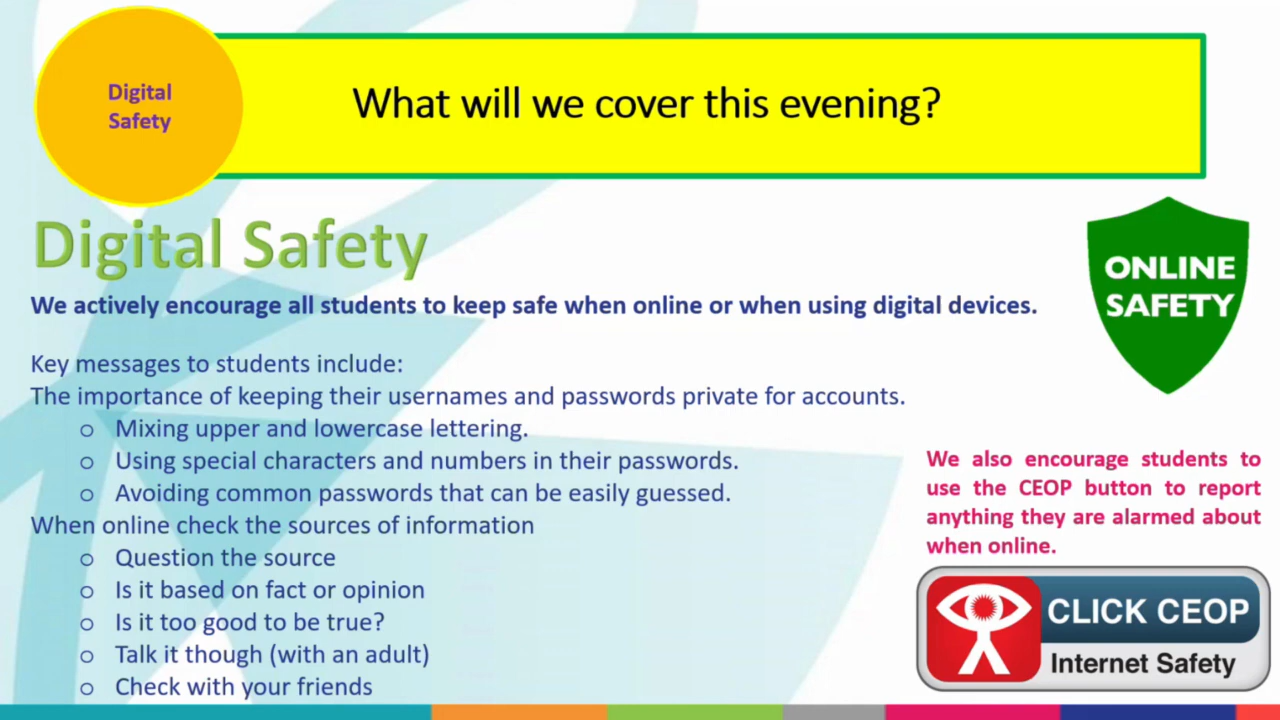 Digital
Safety
What will we cover this evening?
Digital Safety
ONLINE
SAFETY
We actively encourage all students to keep safe when online or when using digital devices.
Key messages to students include:
The importance of keeping their usernames and passwords private for accounts.
o Mixing upper and lowercase lettering.
o Using special characters and numbers in their passwords.
o Avoiding common passwords that can be easily guessed.
When online check the sources of information
o Question the source
o Is it based on fact or opinion
o Is it too good to be true?
o Talk it though (with an adult)
o Check with your friends
We also encourage students to
use the CEOP button to report
anything they are alarmed about
when online.
CLICK CEOP
Internet Safety